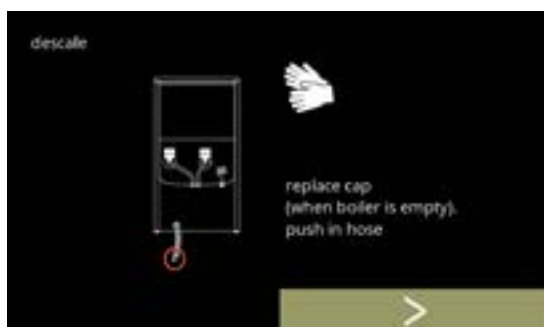 descale
replace cap
(when boiler is empty).
push in hose